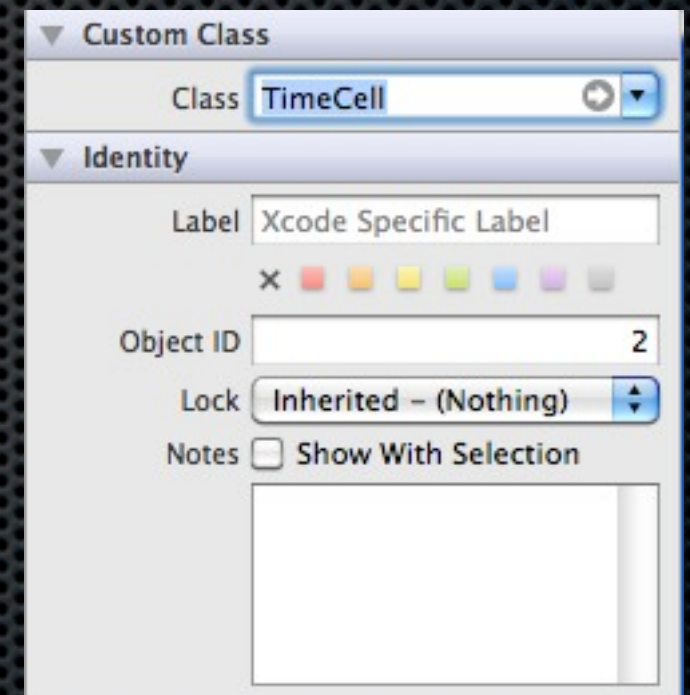 Custom Class
Class TimeCell
Identity
Label Xcode Specific Label
Object ID 2
Lock Inherited – (Nothing)
Notes Show With Selection